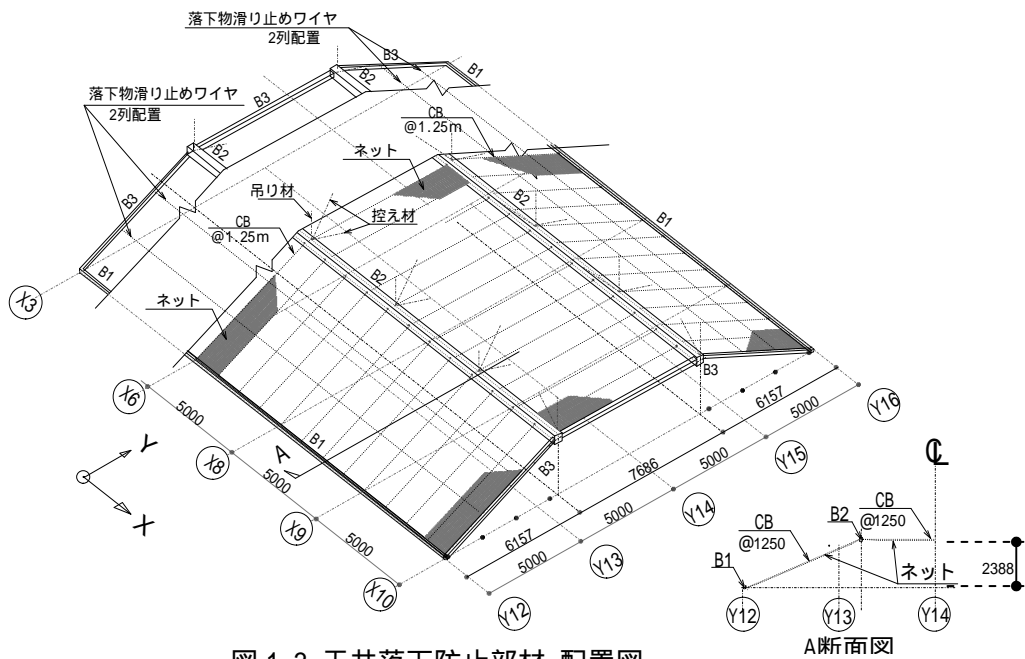 落下物滑り止めワイヤ
2列配置
B3
B1
B2
落下物滑り止めワイヤ
2列配置
B3
B2
CB
@1.25m
ネット
B3
吊り材
控え材
CB
@1.25m
B2
B1
B1
B2
X3
ネット
B3
X6
5000
B1
6157
5000
Y16
X8
A
B3
7686
5000
Y15
Y
X
5000
5000
Y14
X9
6157
5000
Y13
5000
X10
Y12
CL
CB
@1250
B2
CB
@1250
B1
ネット
2388
Y12
Y13
Y14
A断面図